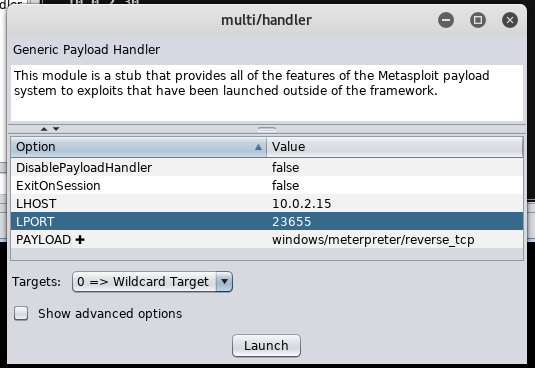 multi/handler
Generic Payload Handler
This module is a stub that provides all of the features of the Metasploit payload
system to exploits that have been launched outside of the framework.
Option Value
DisablePayloadHandler false
ExitOnSession false
LHOST 10.0.2.15
LPORT 23655
PAYLOAD ✚ windows/meterpreter/reverse_tcp
Targets: 0 => Wildcard Target
Show advanced options
Launch